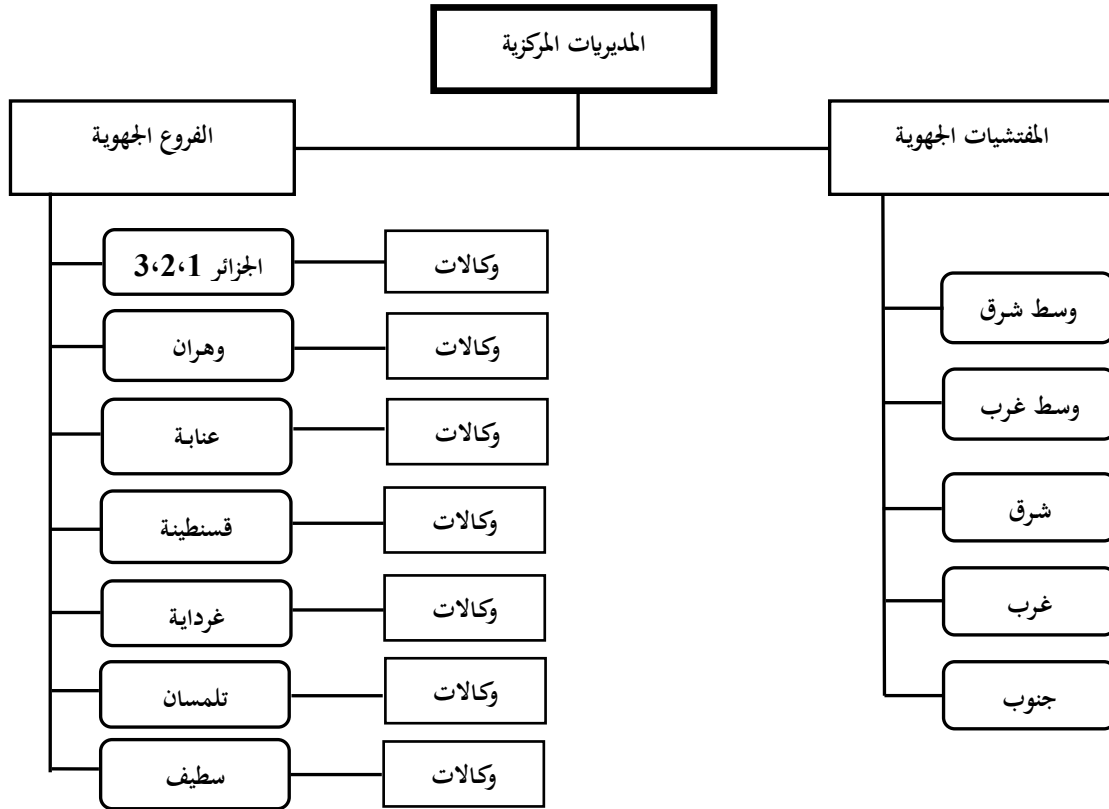 المديريات المركزية
المفتشيات الجهوية
الفروع الجهوية
وسط شرق
وسط غرب
شرق
غرب
جنوب
الجزائر 1،2،3
وكالات
وهران
وكالات
عنابة
وكالات
قسنطينة
وكالات
غرداية
وكالات
تلمسان
وكالات
سطيف
وكالات